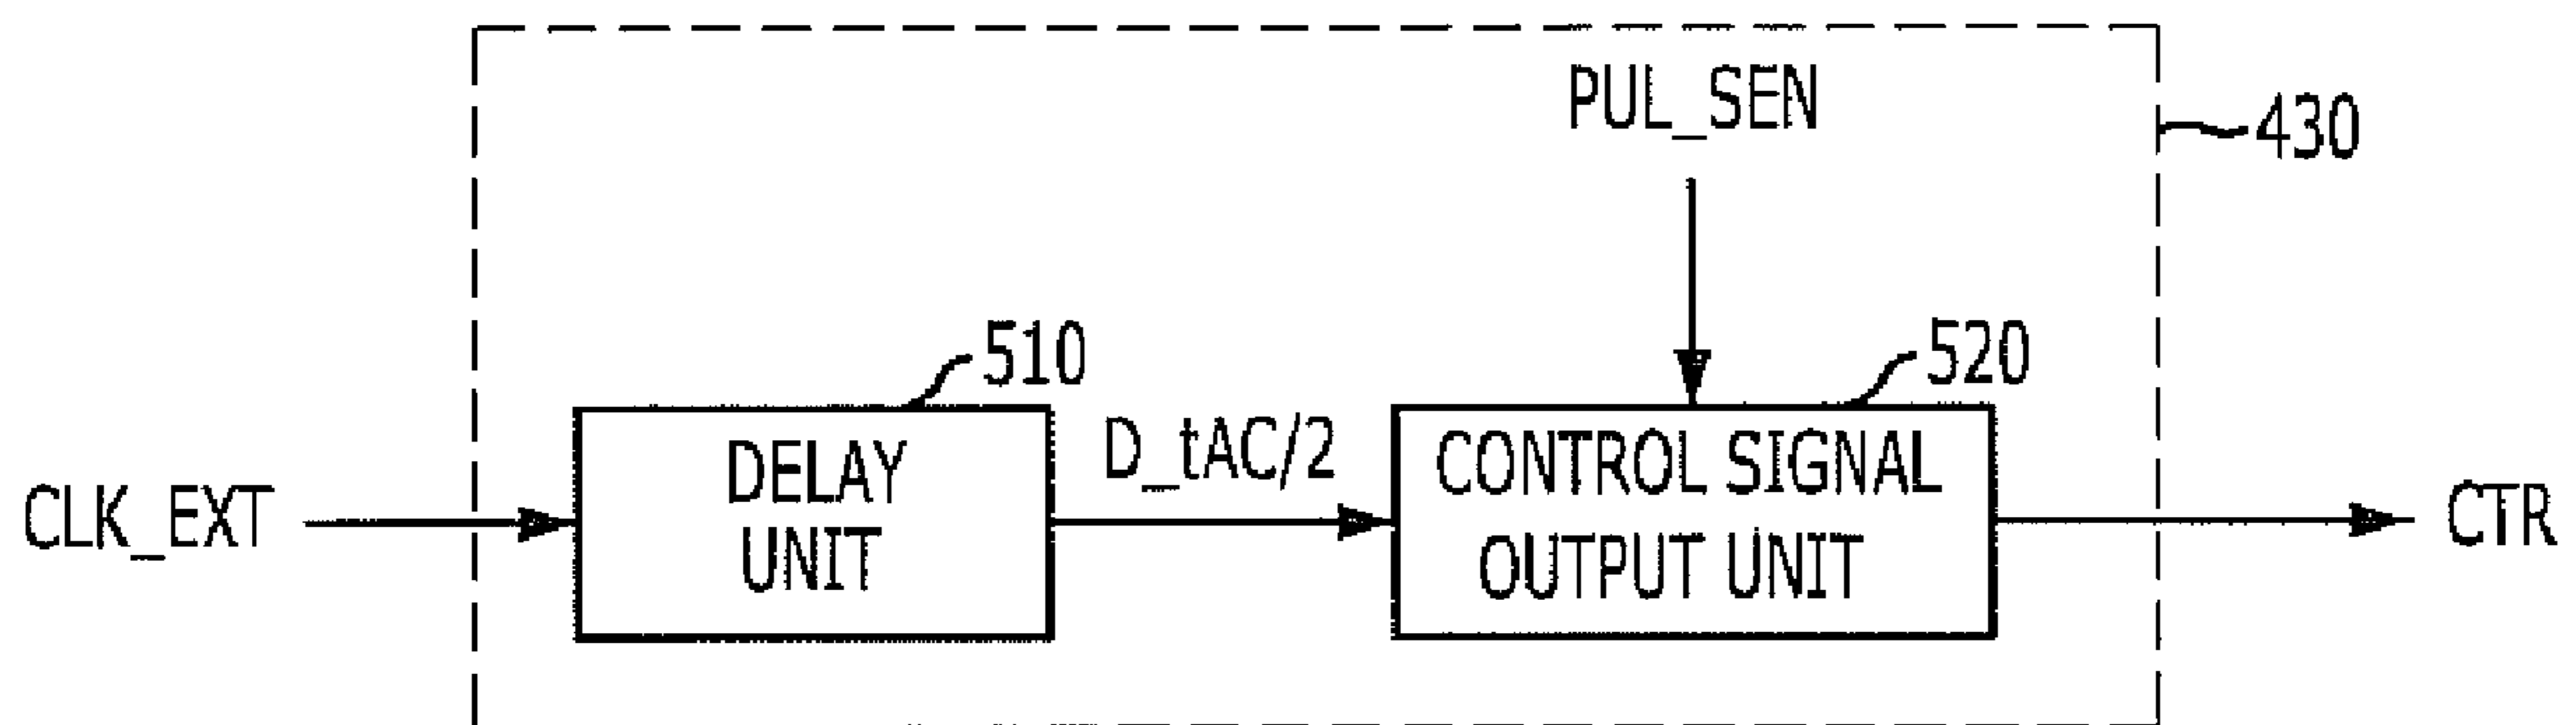 PUL_SEN
430
510
520
CLK_EXT
DELAY
UNIT
D_tAC/2
CONTROL SIGNAL
OUTPUT UNIT
CTR